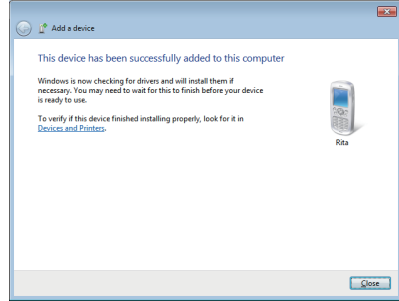 Add a device
This device has been successfully added to this computer
Windows is now checking for drivers and will install them if
necessary. You may need to wait for this to finish before your device
is ready to use.
To verify if this device finished installing properly, look for it in
Devices and Printers.
Rita
Close